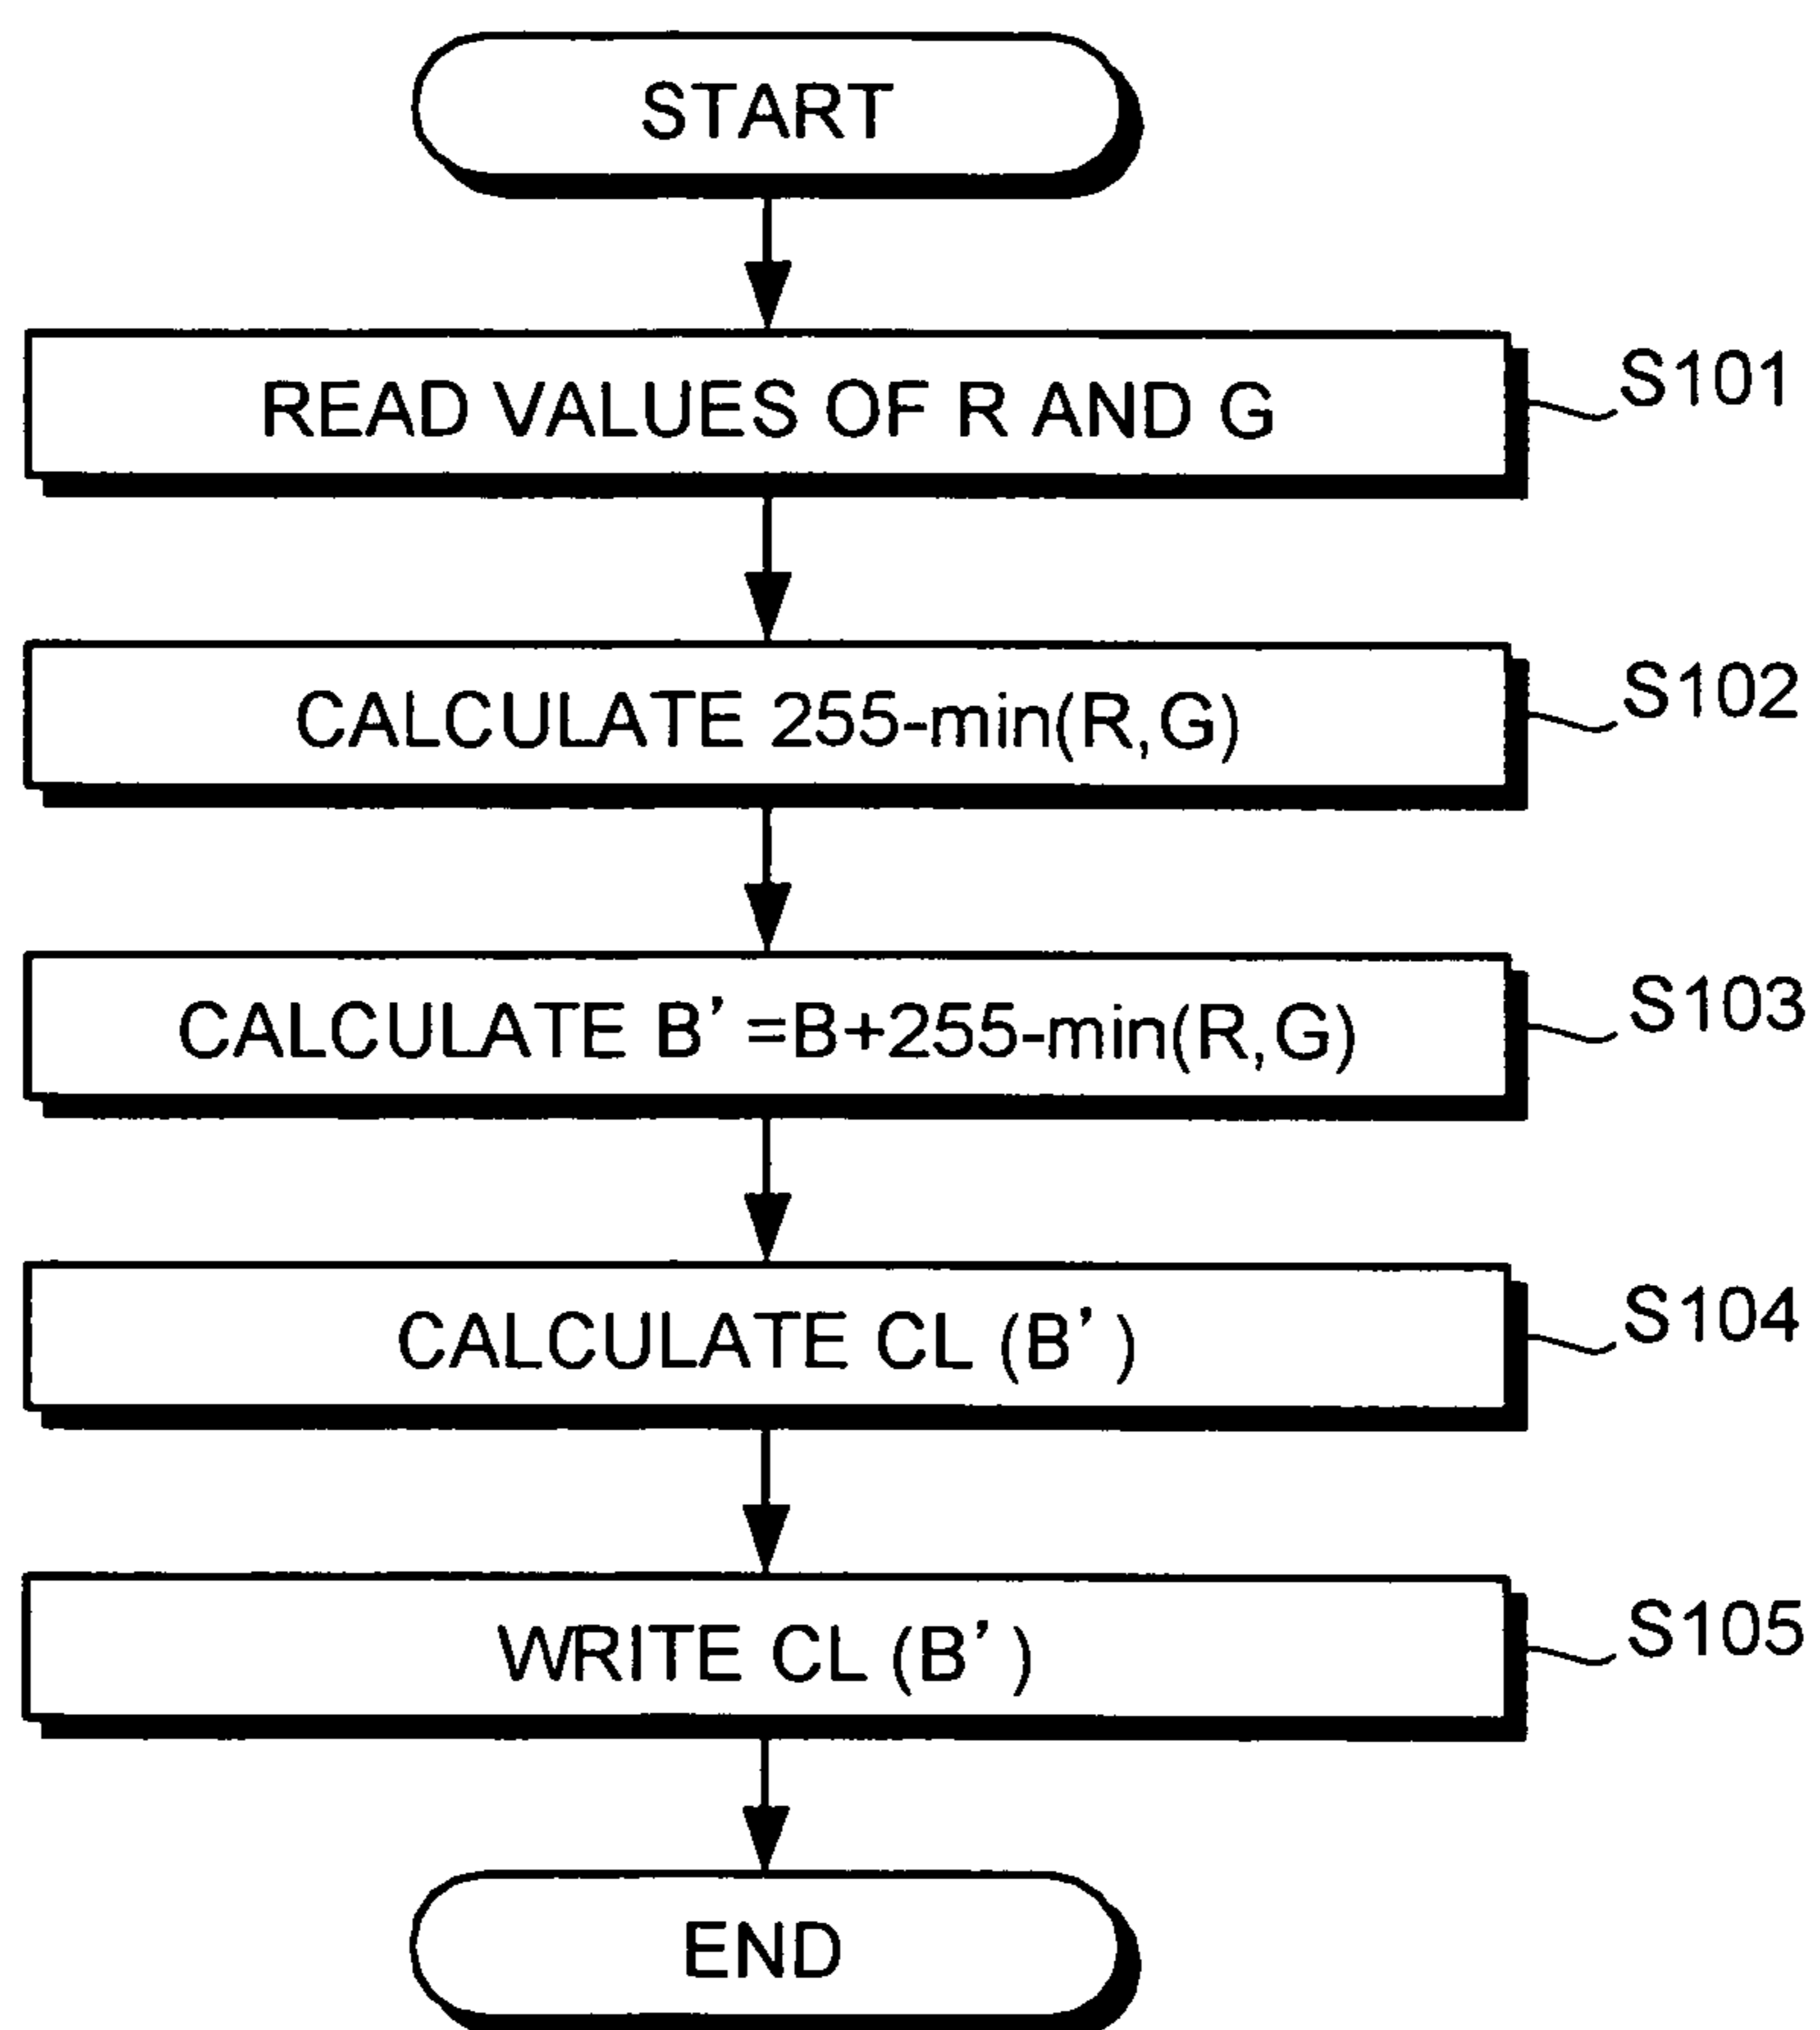 START
READ VALUES OF R AND G
S101
CALCULATE 255-min(R,G)
S102
CALCULATE B’=B+255-min(R,G)
S103
CALCULATE CL (B’)
S104
WRITE CL (B’)
S105
END